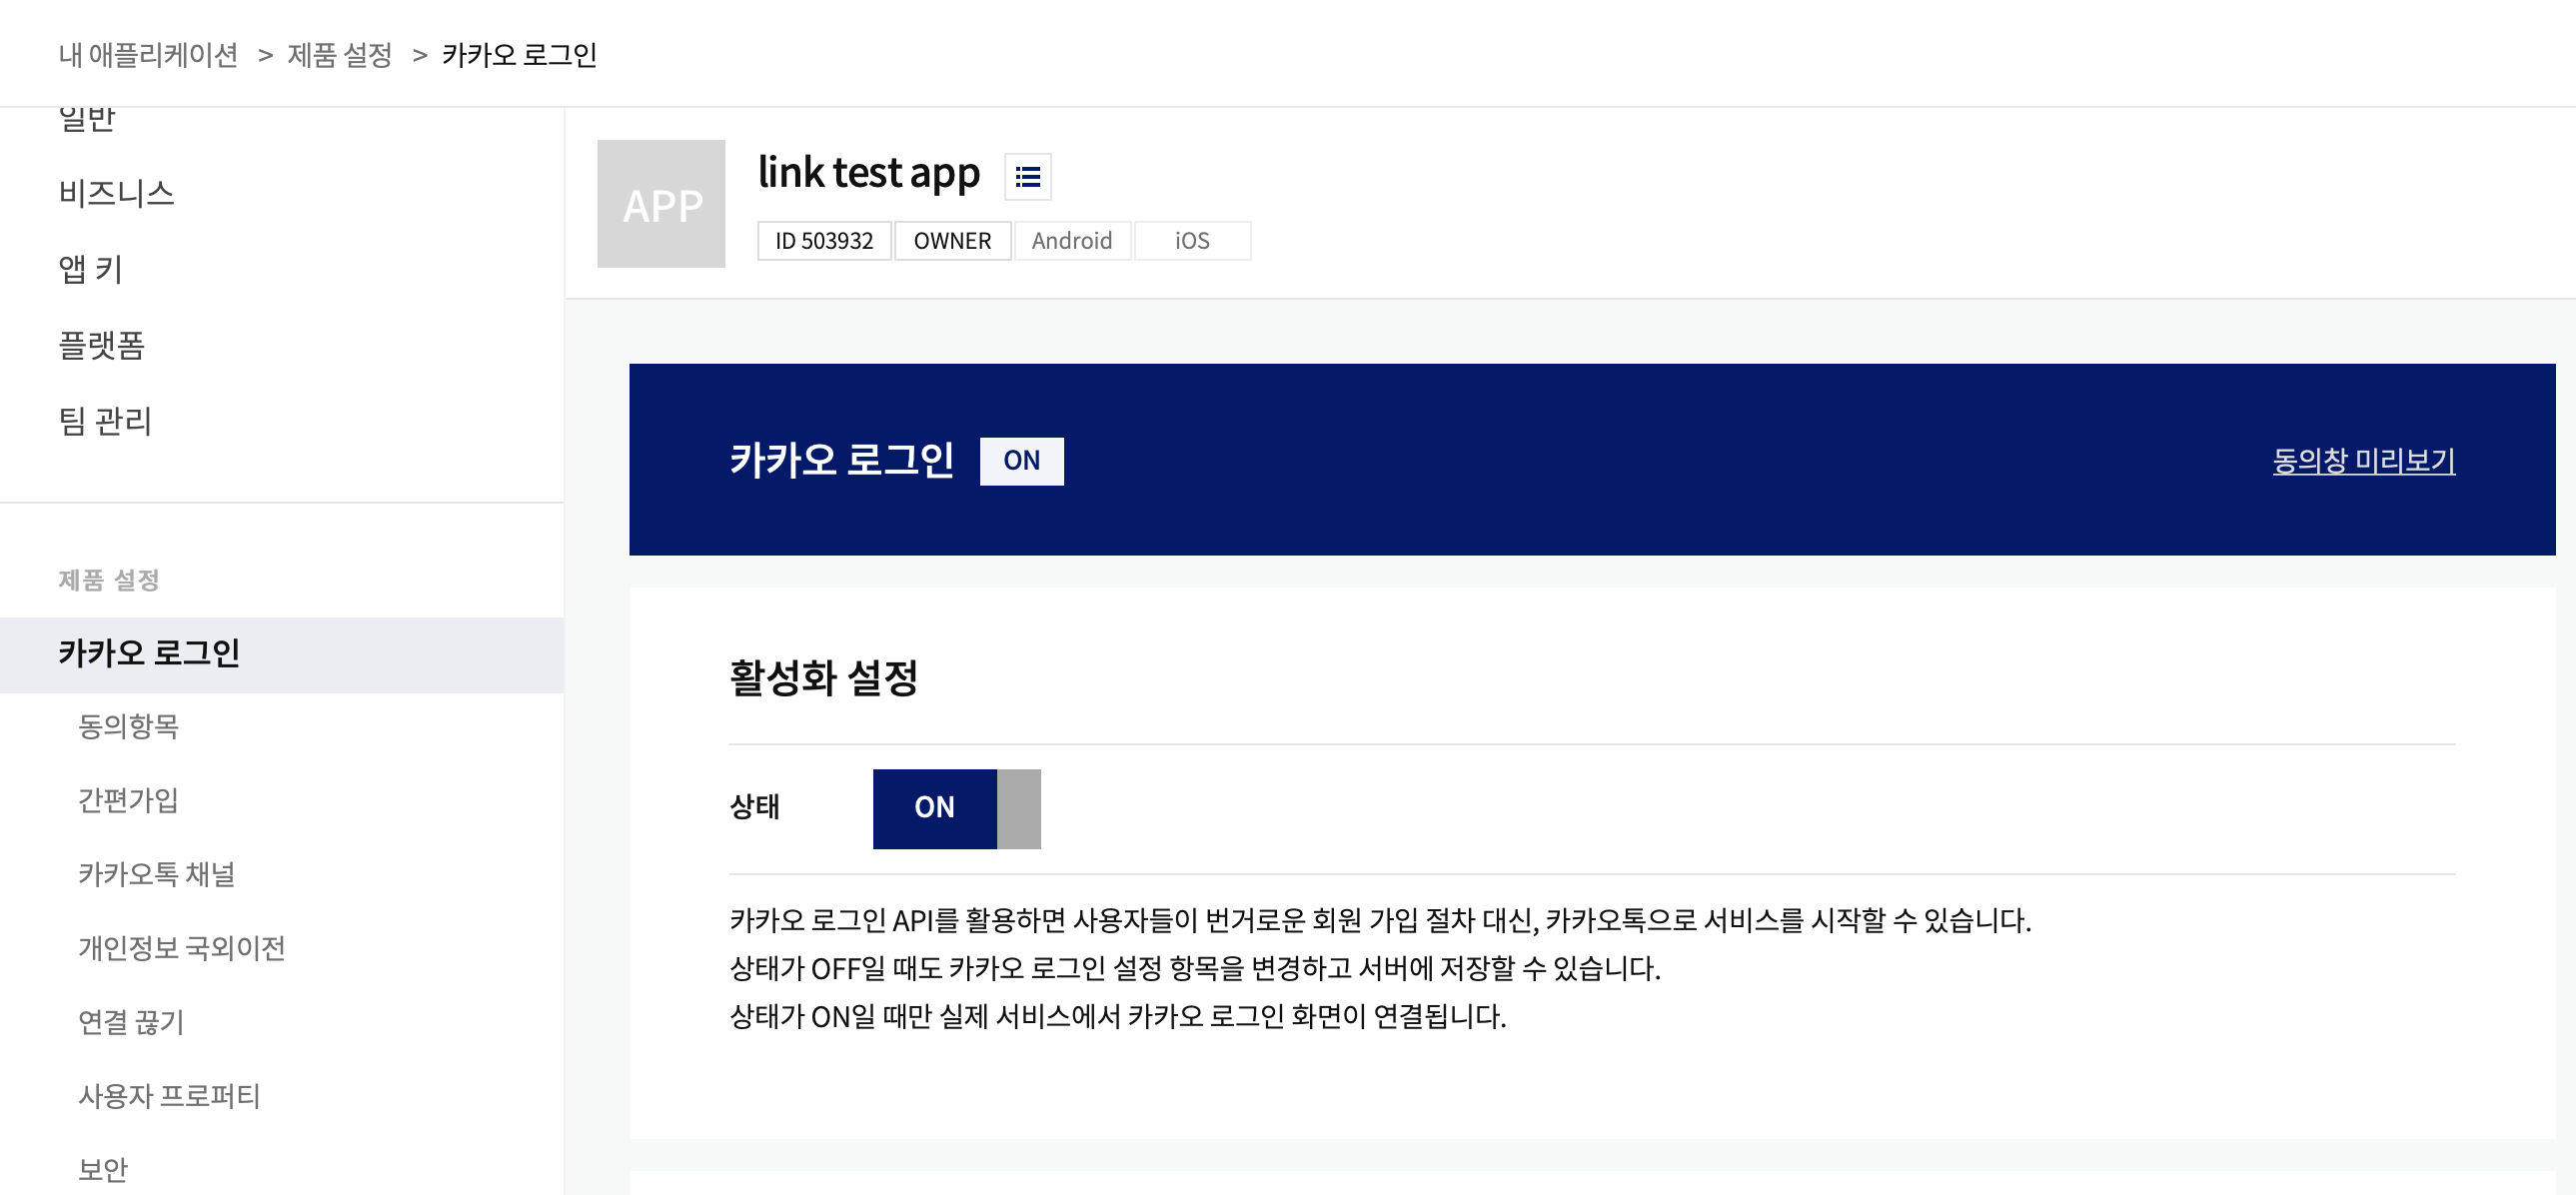 내 애플리케이션 > 제품 설정 > 카카오 로그인
일반
비즈니스
앱 키
플랫폼
팀 관리
제품 설정
카카오 로그인
동의항목
간편가입
카카오톡 채널
개인정보 국외이전
연결 끊기
사용자 프로퍼티
보안
APP
link test app
ID 503932 OWNER Android iOS
카카오 로그인 ON
동의창 미리보기
활성화 설정
상태 ON
카카오 로그인 API를 활용하면 사용자들이 번거로운 회원 가입 절차 대신, 카카오톡으로 서비스를 시작할 수 있습니다.
상태가 OFF일 때도 카카오 로그인 설정 항목을 변경하고 서버에 저장할 수 있습니다.
상태가 ON일 때만 실제 서비스에서 카카오 로그인 화면이 연결됩니다.